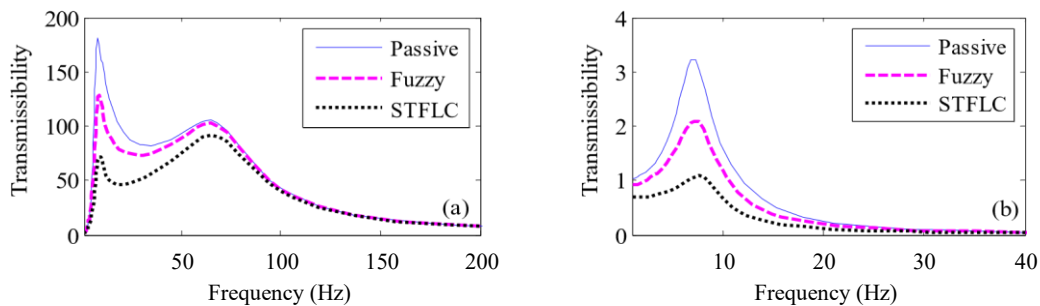 200
150
100
50
0
Transmissibility
Passive
Fuzzy
STFLC
(a)
50
100
150
200
Frequency (Hz)
4
3
2
1
0
Transmissibility
Passive
Fuzzy
STFLC
(b)
10
20
30
40
Frequency (Hz)